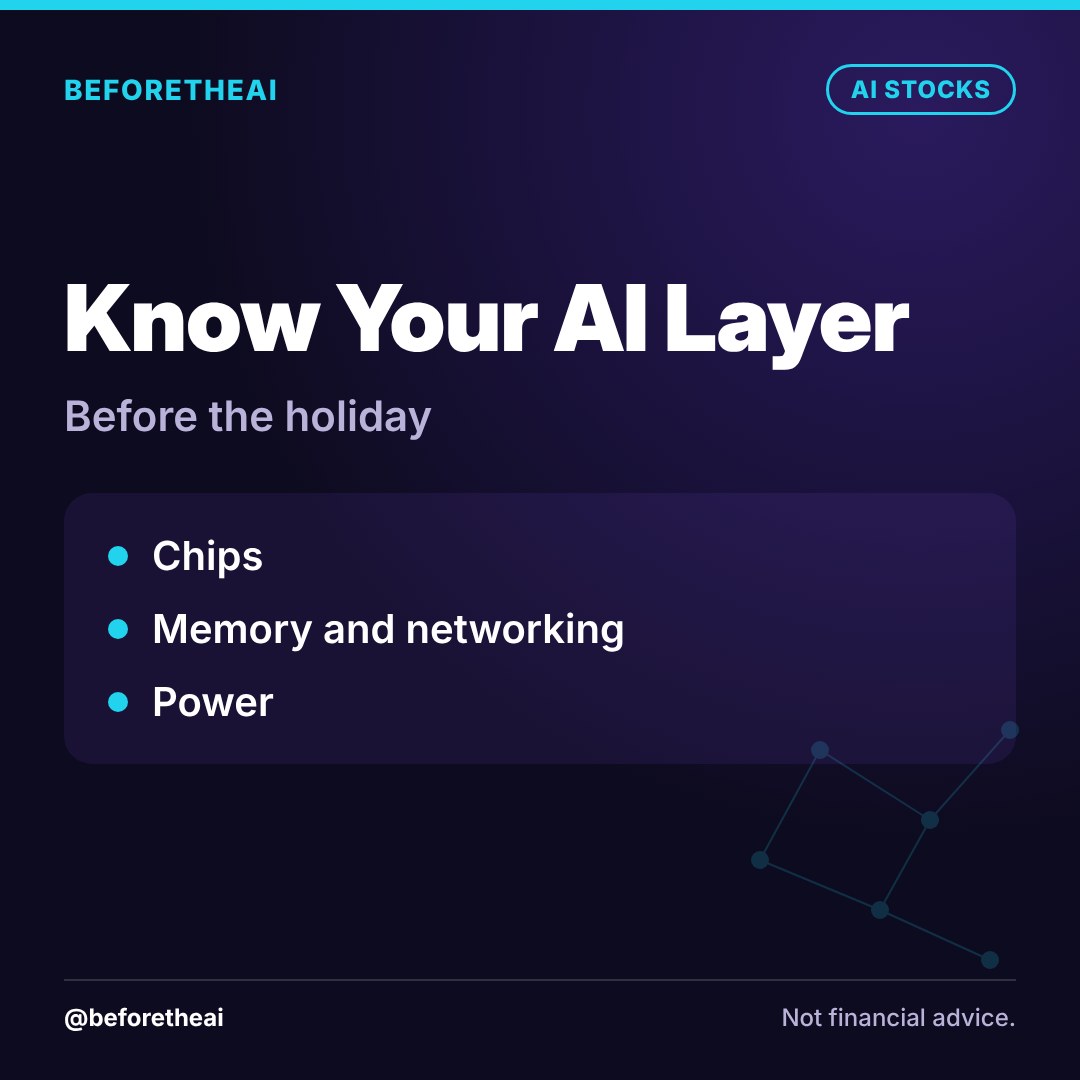 BEFORETHEAI
AI STOCKS
Know Your AI Layer
Before the holiday
Chips
Memory and networking
Power
@beforetheai
Not financial advice.